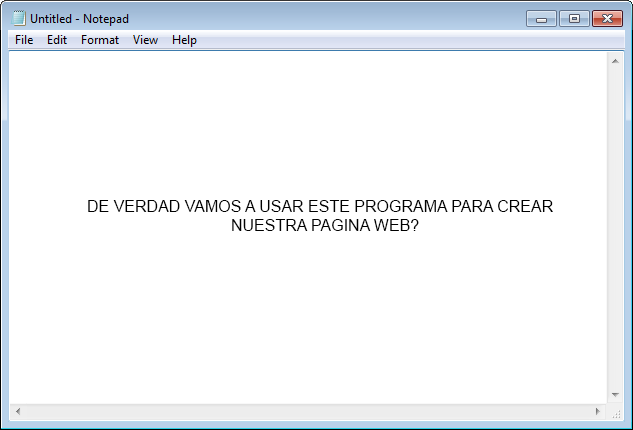 Untitled - Notepad
File Edit Format View Help
DE VERDAD VAMOS A USAR ESTE PROGRAMA PARA CREAR
NUESTRA PAGINA WEB?